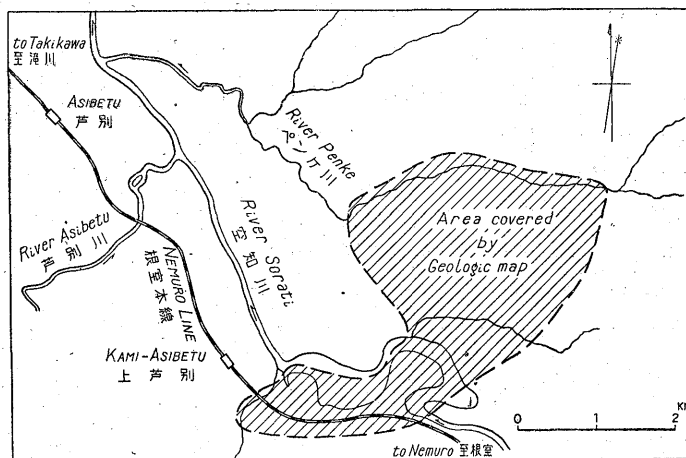 to Takikawa
至滝川
ASIBETU
芦別
River Penke
ペンケ川
River Asibetu
芦別川
NEMURO LINE
根室本線
River Sorati
空知川
Area covered
by
Geologic map
KAMI-ASIBETU
上芦別
0 1 2
to Nemuro 至根室